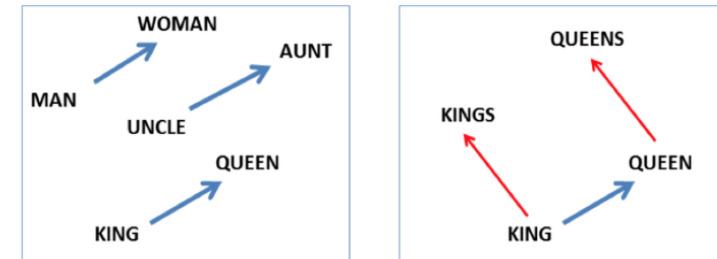 WOMAN
AUNT
MAN
UNCLE
QUEEN
KING
QUEENS
KINGS
QUEEN
KING